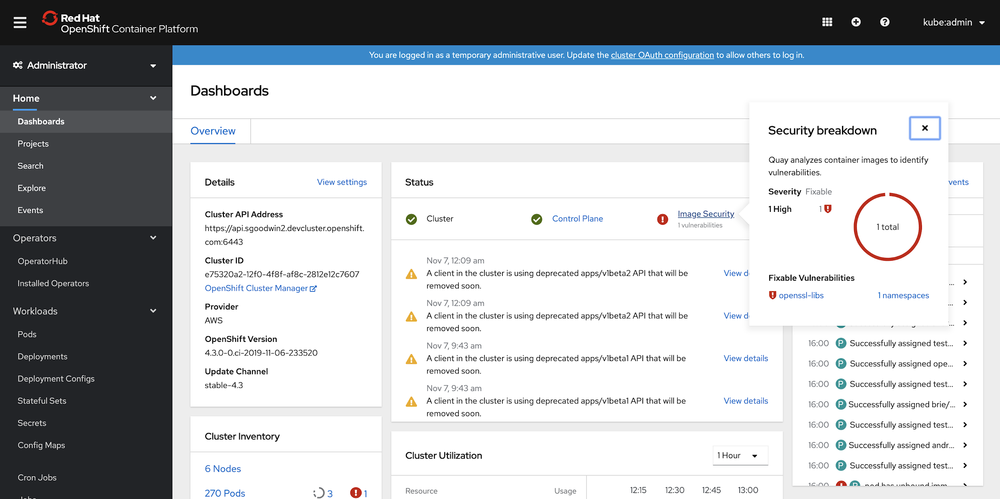 Red Hat
OpenShift Container Platform
kube:admin
Administrator
You are logged in as a temporary administrative user. Update the cluster OAuth configuration to allow others to log in.
Home
Dashboards
Projects
Search
Explore
Events
Operators
OperatorHub
Installed Operators
Workloads
Pods
Deployments
Deployment Configs
Stateful Sets
Secrets
Config Maps
Cron Jobs
Dashboards
Overview
Details
View settings
Cluster API Address
https://api.sgoodwin2.devcluster.openshift.
com:6443
Cluster ID
e75320a2-12f0-4f8f-af8c-2812e12c7607
OpenShift Cluster Manager
Provider
AWS
OpenShift Version
4.3.0-0.ci-2019-11-06-233520
Update Channel
stable-4.3
Cluster Inventory
6 Nodes
270 Pods
3
1
Status
Cluster
Control Plane
Image Security
1 vulnerabilities
Nov 7, 12:09 am
A client in the cluster is using deprecated apps/v1beta2 API that will be
removed soon.
View de
Nov 7, 12:09 am
A client in the cluster is using deprecated apps/v1beta2 API that will be
removed soon.
View de
Nov 7, 9:43 am
A client in the cluster is using deprecated apps/v1beta1 API that will be
removed soon.
View details
Nov 7, 9:43 am
A client in the cluster is using deprecated apps/v1beta1 API that will be
removed soon.
View details
Cluster Utilization
1 Hour
Resource
Usage
12:15 12:30 12:45 13:00
Security breakdown
Quay analyzes container images to identify
vulnerabilities.
Severity Fixable
1 High 1
1 total
Fixable Vulnerabilities
openssl-libs 1 namespaces
vents
...
...
...
16:00 P Successfully assigned test...
16:00 P Successfully assigned ope...
16:00 P Successfully assigned test...
16:00 P Successfully assigned brie/...
16:00 P Successfully assigned test...
16:00 P Successfully assigned andr...
16:00 P Successfully assigned test...
16:00 P pod has unbound imm